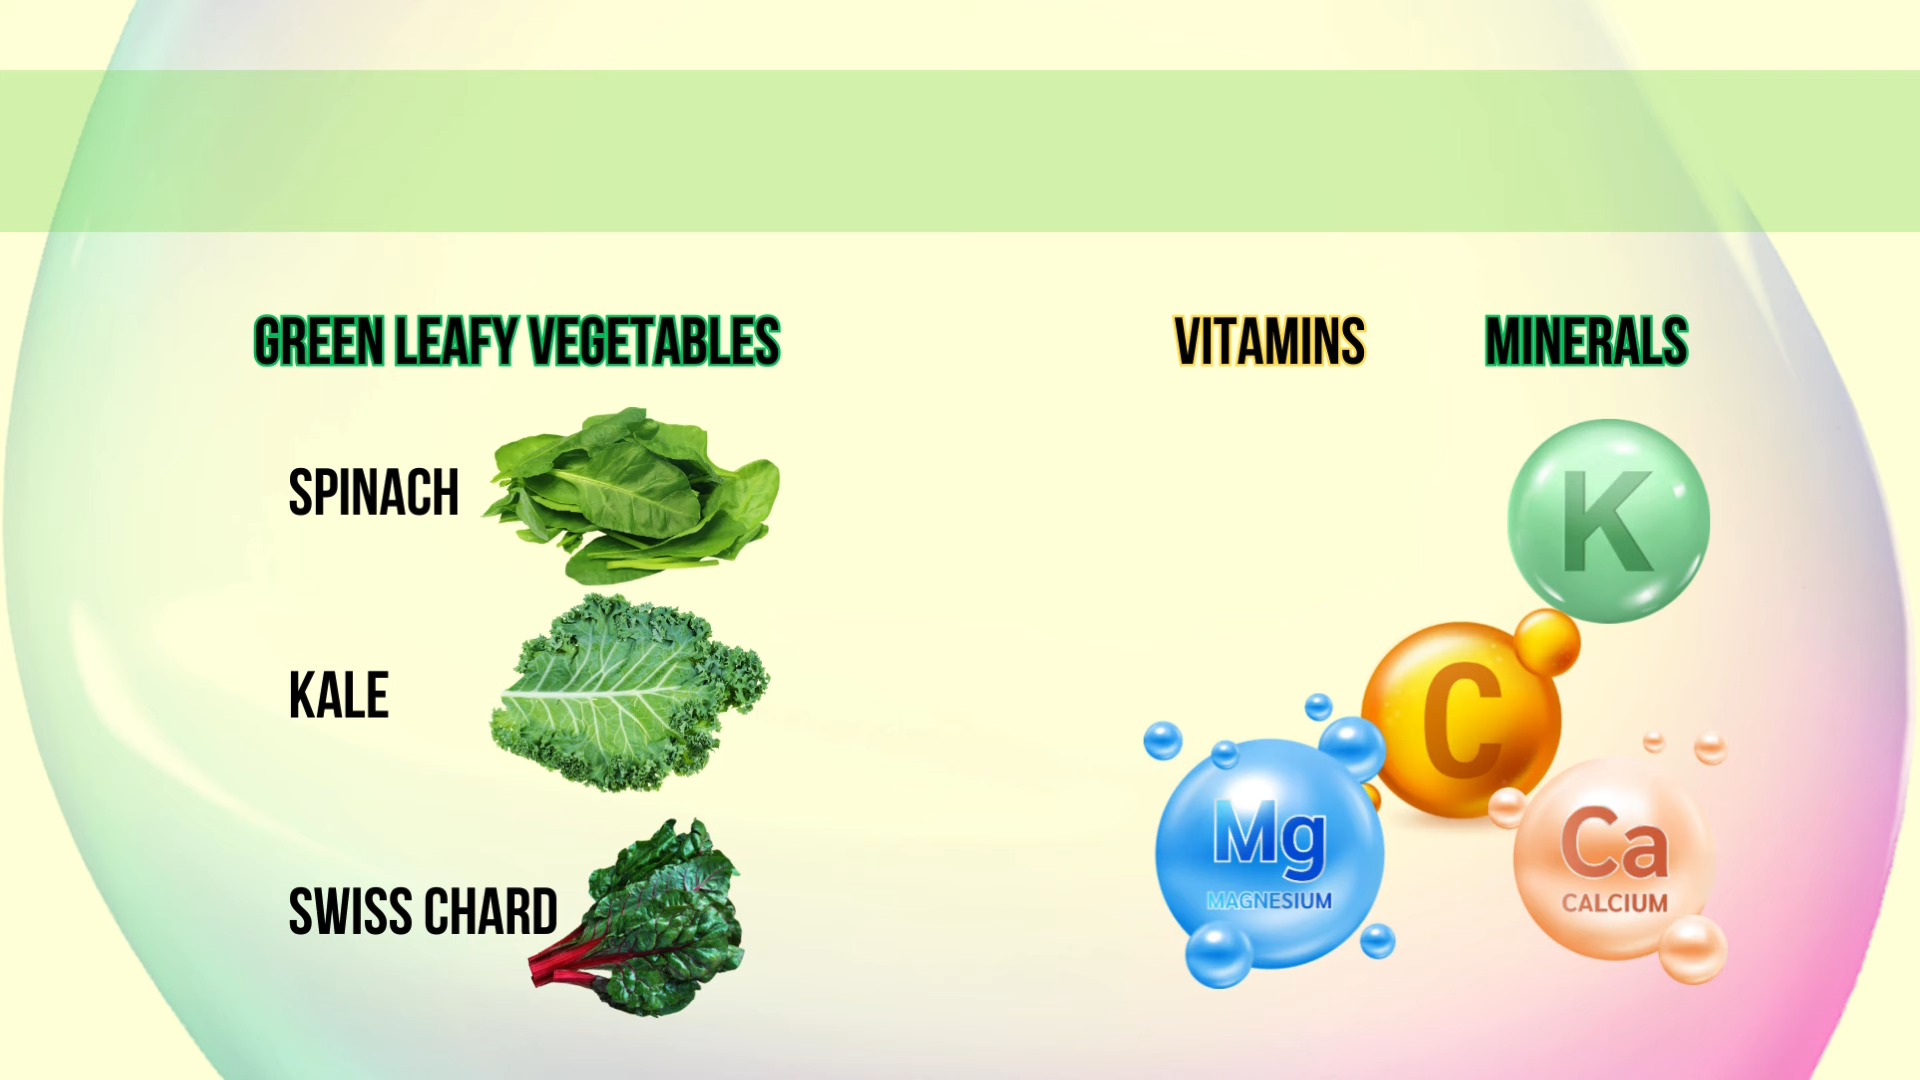 GREEN LEAFY VEGETABLES
VITAMINS
MINERALS
SPINACH
K
KALE
C
Mg
MAGNESIUM
Ca
CALCIUM
SWISS CHARD